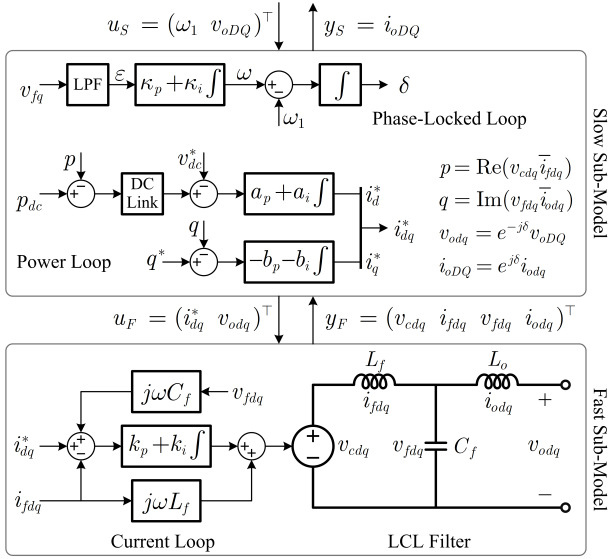 u_S = (ω_1 v_oDQ)^⊤
y_S = i_oDQ
v_fq
LPF
ε
κ_p + κ_i ∫
ω
+
−
∫
δ
ω_1
Phase-Locked Loop
Slow Sub-Model
p
p_dc
+
−
DC Link
v*_dc
+
−
a_p + a_i ∫
i*_d
p = Re(v_cdq i̅_fdq)
q = Im(v_fdq i̅_odq)
v_odq = e^{−jδ} v_oDQ
i_oDQ = e^{jδ} i_odq
i*_dq
Power Loop
q
q*
+
−
−b_p − b_i ∫
i*_q
u_F = (i*_dq v_odq)^⊤
y_F = (v_cdq i_fdq v_fdq i_odq)^⊤
jωC_f
v_fdq
i*_dq
+
+
−
k_p + k_i ∫
+
+
i_fdq
jωL_f
Current Loop
L_f
i_fdq
L_o
i_odq
+
−
v_cdq
v_fdq
C_f
+
v_odq
−
LCL Filter
Fast Sub-Model